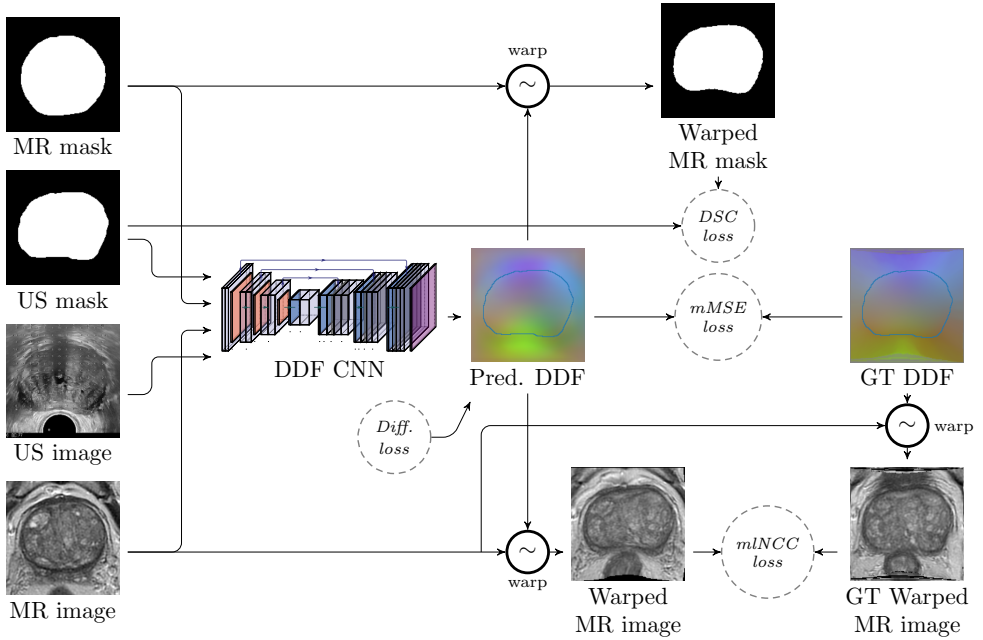 warp
MR mask
Warped
MR mask
DSC
loss
US mask
mMSE
loss
DDF CNN
Pred. DDF
GT DDF
Diff.
loss
warp
US image
mlNCC
loss
warp
MR image
Warped
MR image
GT Warped
MR image